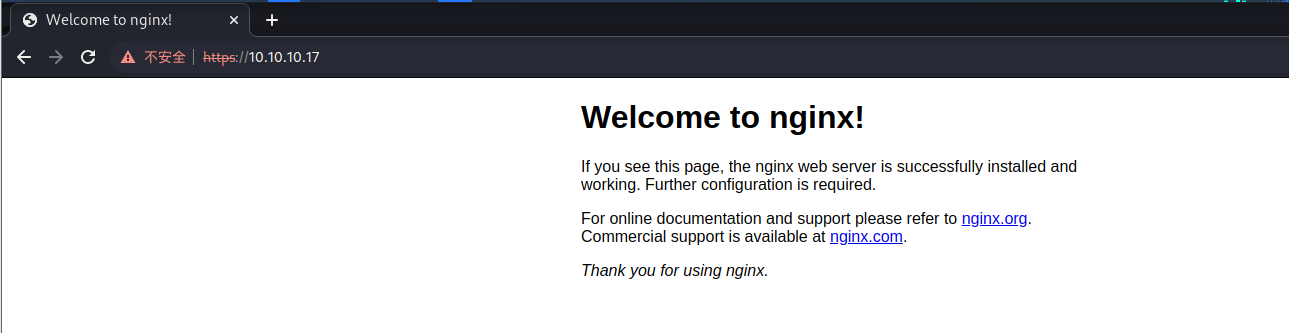 Welcome to nginx!
不安全 https://10.10.10.17
Welcome to nginx!
If you see this page, the nginx web server is successfully installed and
working. Further configuration is required.
For online documentation and support please refer to nginx.org.
Commercial support is available at nginx.com.
Thank you for using nginx.